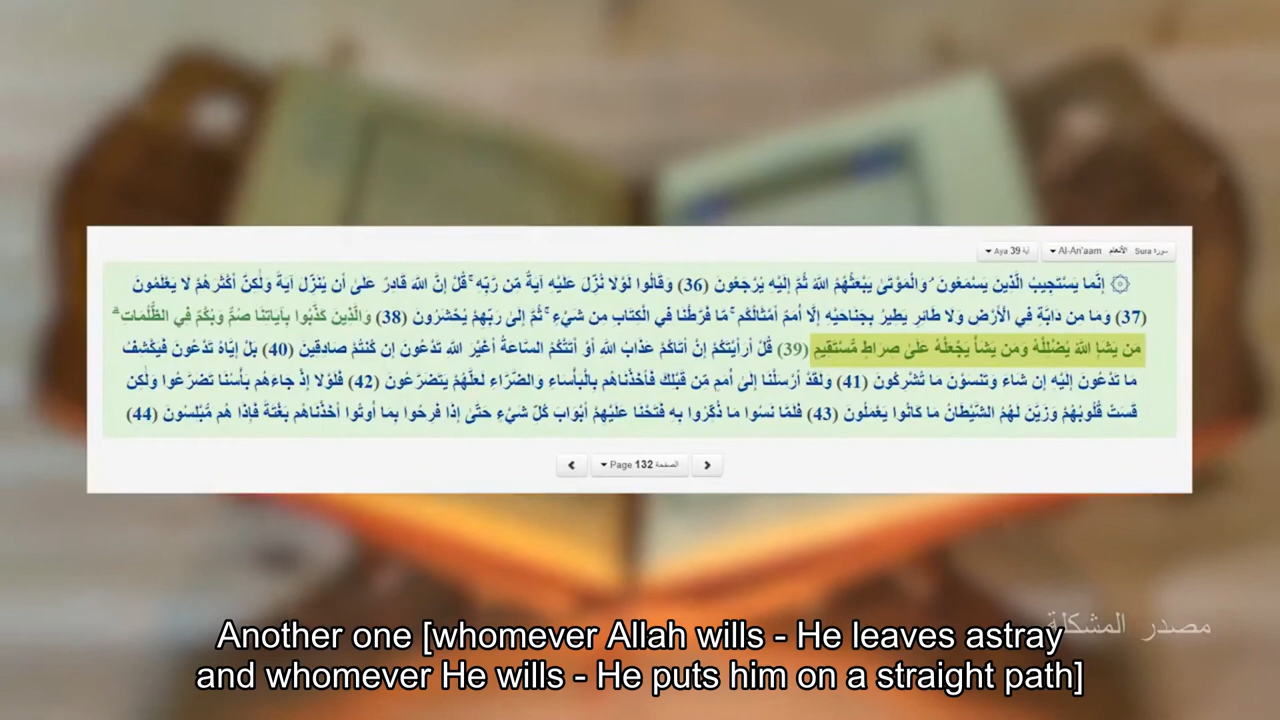 سورة Sura الأنعام Al-An'aam آية Aya 39
۞ إِنَّمَا يَسْتَجِيبُ الَّذِينَ يَسْمَعُونَ ۘ وَالْمَوْتَىٰ يَبْعَثُهُمُ اللَّهُ ثُمَّ إِلَيْهِ يُرْجَعُونَ (36) وَقَالُوا لَوْلَا نُزِّلَ عَلَيْهِ آيَةٌ مِّن رَّبِّهِ ۚ قُلْ إِنَّ اللَّهَ قَادِرٌ عَلَىٰ أَن يُنَزِّلَ آيَةً وَلَٰكِنَّ أَكْثَرَهُمْ لَا يَعْلَمُونَ
(37) وَمَا مِن دَابَّةٍ فِي الْأَرْضِ وَلَا طَائِرٍ يَطِيرُ بِجَنَاحَيْهِ إِلَّا أُمَمٌ أَمْثَالُكُم ۚ مَّا فَرَّطْنَا فِي الْكِتَابِ مِن شَيْءٍ ۚ ثُمَّ إِلَىٰ رَبِّهِمْ يُحْشَرُونَ (38) وَالَّذِينَ كَذَّبُوا بِآيَاتِنَا صُمٌّ وَبُكْمٌ فِي الظُّلُمَاتِ ۗ
مَن يَشَإِ اللَّهُ يُضْلِلْهُ وَمَن يَشَأْ يَجْعَلْهُ عَلَىٰ صِرَاطٍ مُّسْتَقِيمٍ (39) قُلْ أَرَأَيْتَكُمْ إِنْ أَتَاكُمْ عَذَابُ اللَّهِ أَوْ أَتَتْكُمُ السَّاعَةُ أَغَيْرَ اللَّهِ تَدْعُونَ إِن كُنتُمْ صَادِقِينَ (40) بَلْ إِيَّاهُ تَدْعُونَ فَيَكْشِفُ
مَا تَدْعُونَ إِلَيْهِ إِن شَاءَ وَتَنسَوْنَ مَا تُشْرِكُونَ (41) وَلَقَدْ أَرْسَلْنَا إِلَىٰ أُمَمٍ مِّن قَبْلِكَ فَأَخَذْنَاهُم بِالْبَأْسَاءِ وَالضَّرَّاءِ لَعَلَّهُمْ يَتَضَرَّعُونَ (42) فَلَوْلَا إِذْ جَاءَهُم بَأْسُنَا تَضَرَّعُوا وَلَٰكِن
قَسَتْ قُلُوبُهُمْ وَزَيَّنَ لَهُمُ الشَّيْطَانُ مَا كَانُوا يَعْمَلُونَ (43) فَلَمَّا نَسُوا مَا ذُكِّرُوا بِهِ فَتَحْنَا عَلَيْهِمْ أَبْوَابَ كُلِّ شَيْءٍ حَتَّىٰ إِذَا فَرِحُوا بِمَا أُوتُوا أَخَذْنَاهُم بَغْتَةً فَإِذَا هُم مُّبْلِسُونَ (44)
الصفحة Page 132
مصدر المشكلة
Another one [whomever Allah wills - He leaves astray
and whomever He wills - He puts him on a straight path]